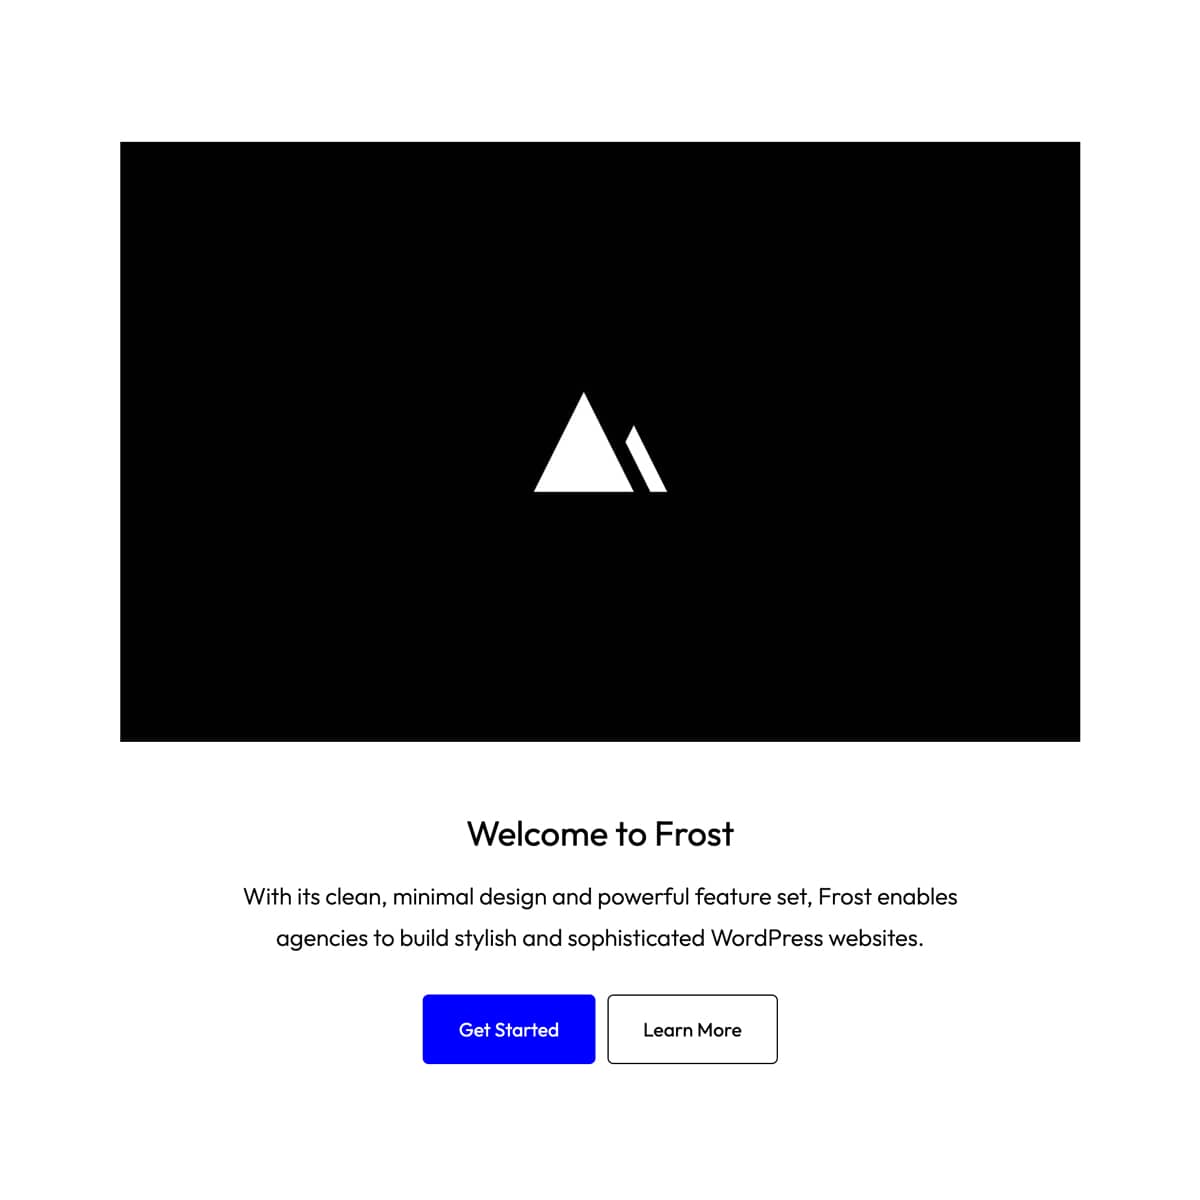 Welcome to Frost
With its clean, minimal design and powerful feature set, Frost enables
agencies to build stylish and sophisticated WordPress websites.
Get Started
Learn More